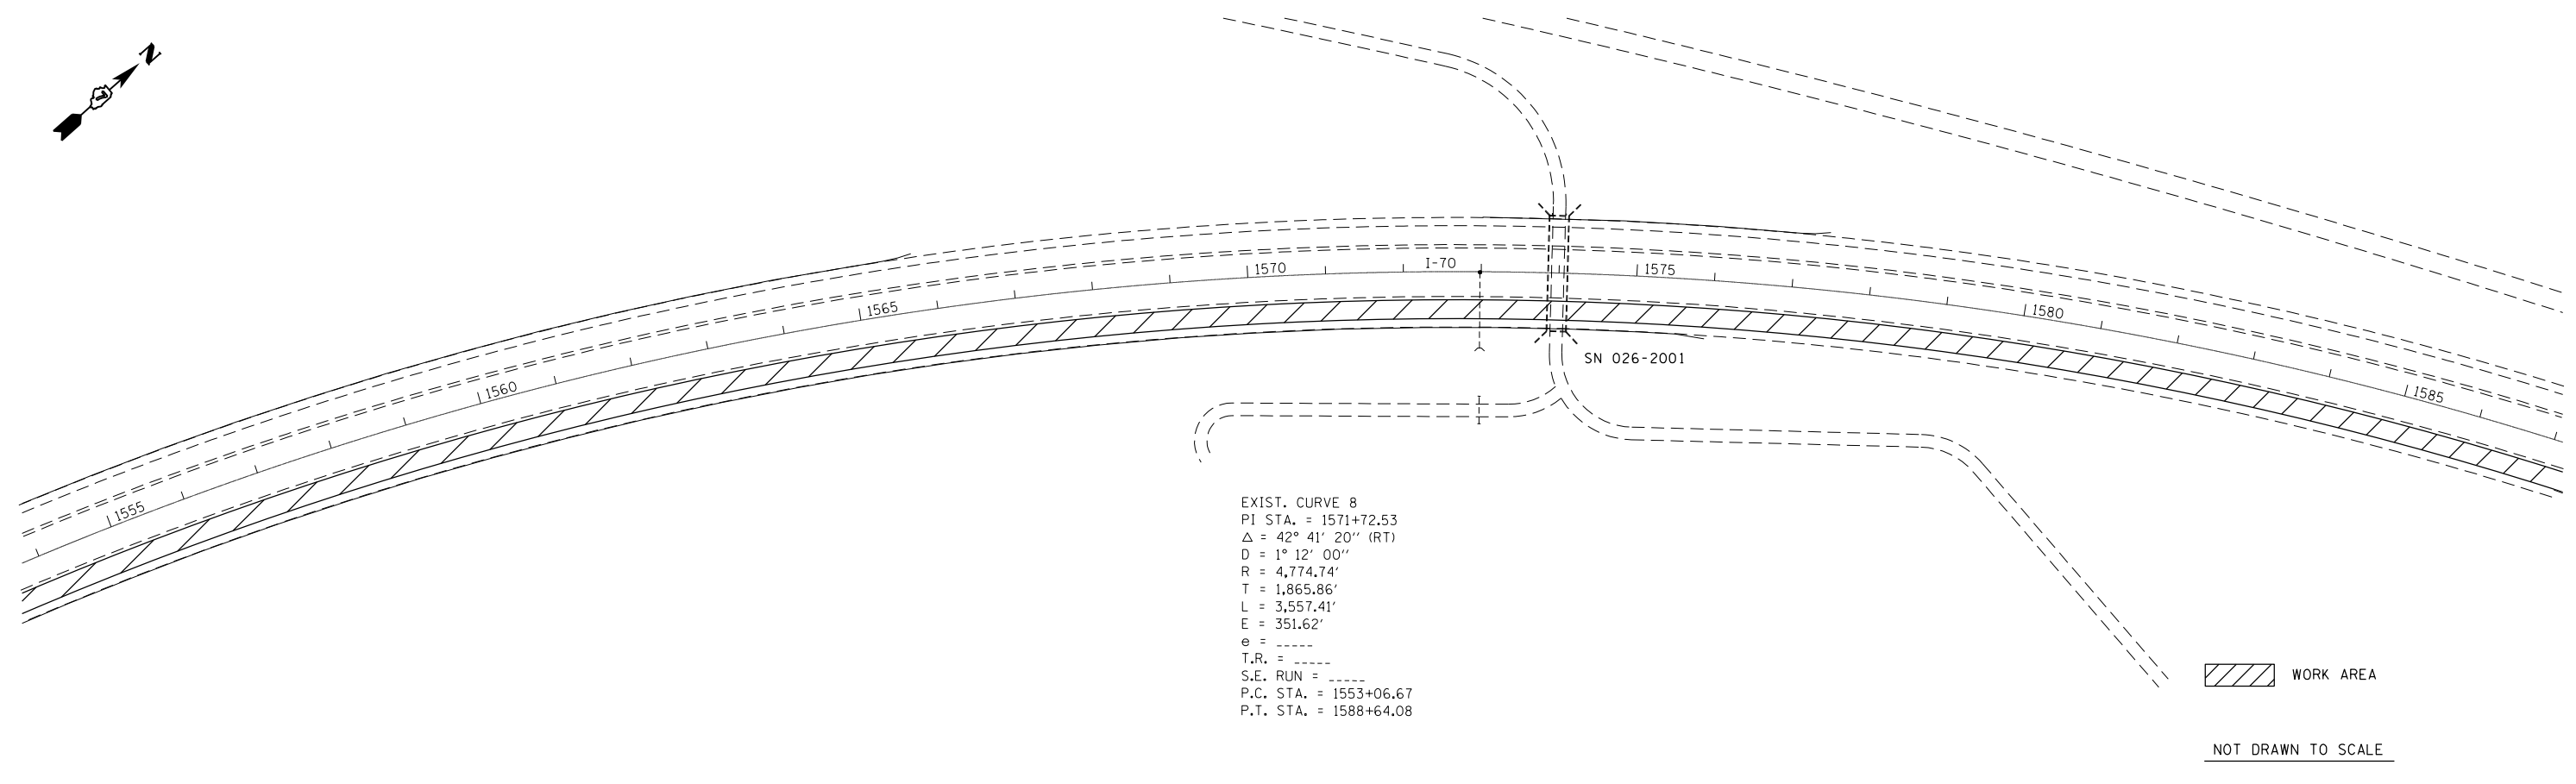 N
1555
1560
1565
1570
I-70
1575
1580
1585
SN 026-2001
EXIST. CURVE 8
PI STA. = 1571+72.53
Δ = 42° 41' 20'' (RT)
D = 1° 12' 00''
R = 4,774.74'
T = 1,865.86'
L = 3,557.41'
E = 351.62'
e = _____
T.R. = _____
S.E. RUN = _____
P.C. STA. = 1553+06.67
P.T. STA. = 1588+64.08
WORK AREA
NOT DRAWN TO SCALE